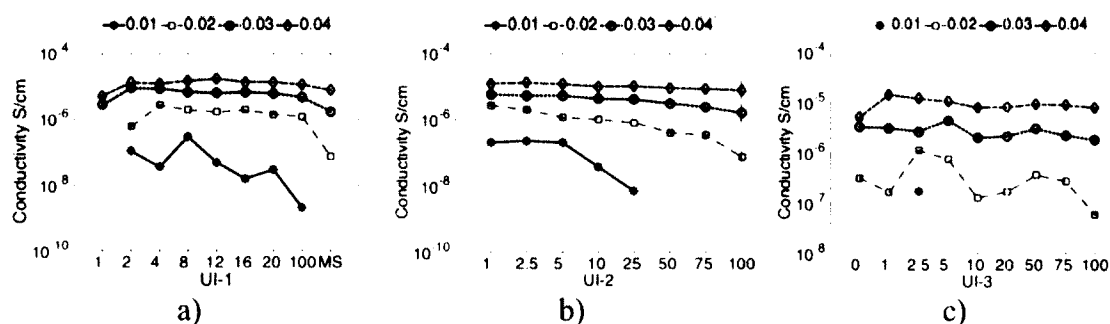 0.01 0.02 0.03 0.04
Conductivity S/cm
10-4
10-6
10-8
10-10
1 2 4 8 12 16 20 100 MS
UI-1
a)
0.01 0.02 0.03 0.04
Conductivity S/cm
10-4
10-6
10-8
10-10
1 2.5 5 10 25 50 75 100
UI-2
b)
0.01 0.02 0.03 0.04
Conductivity S/cm
10-4
10-5
10-6
10-7
10-8
0 1 2 5 5 10 20 50 75 100
UI-3
c)